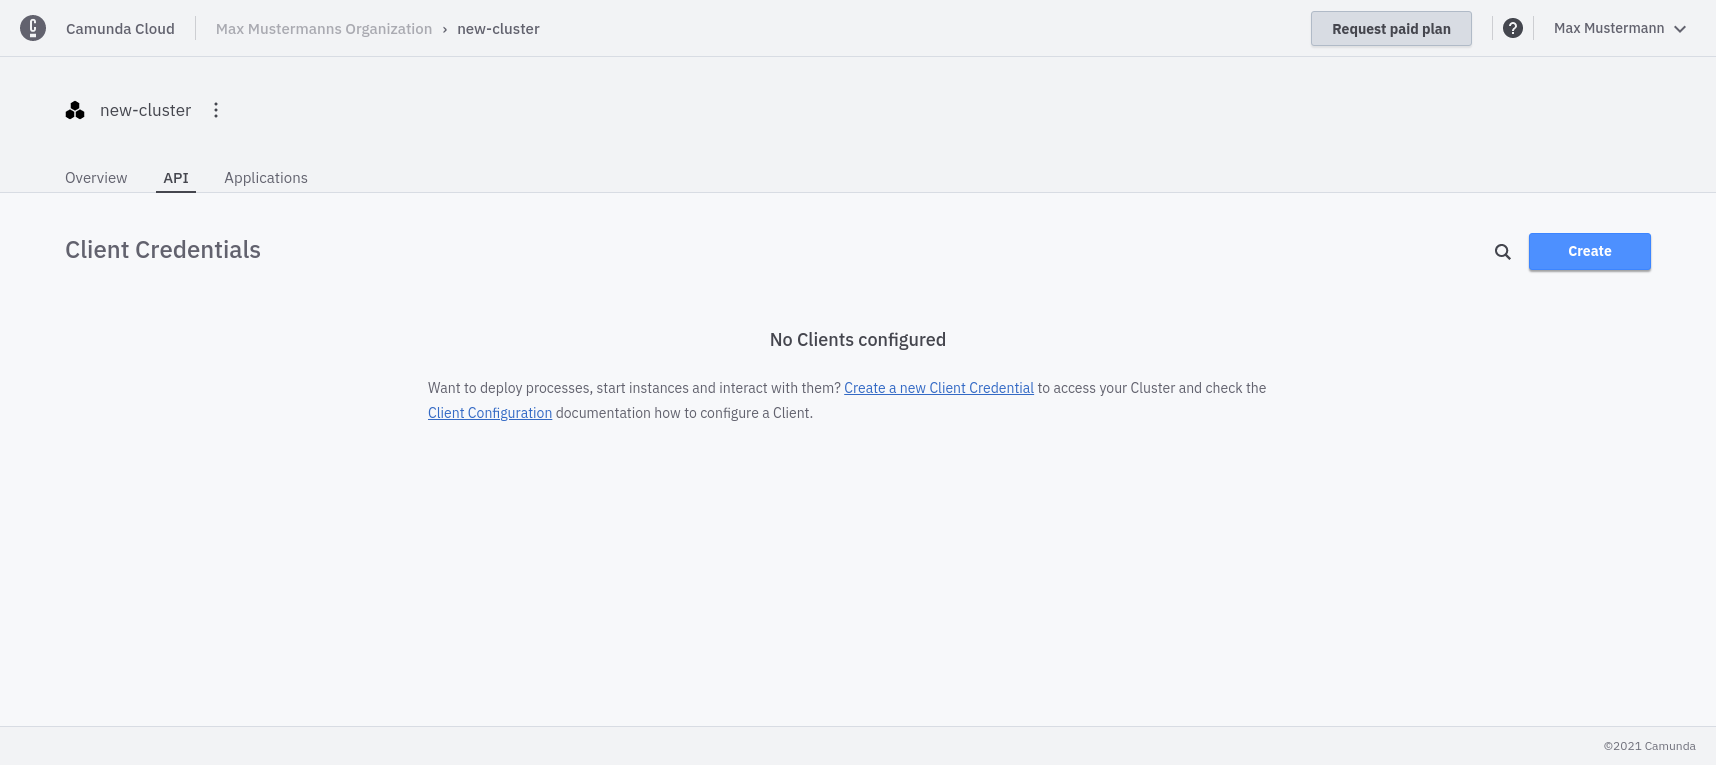 Camunda Cloud
Max Mustermanns Organization › new-cluster
Request paid plan
?
Max Mustermann
new-cluster
Overview API Applications
Client Credentials
Create
No Clients configured
Want to deploy processes, start instances and interact with them? Create a new Client Credential to access your Cluster and check the
Client Configuration documentation how to configure a Client.
©2021 Camunda